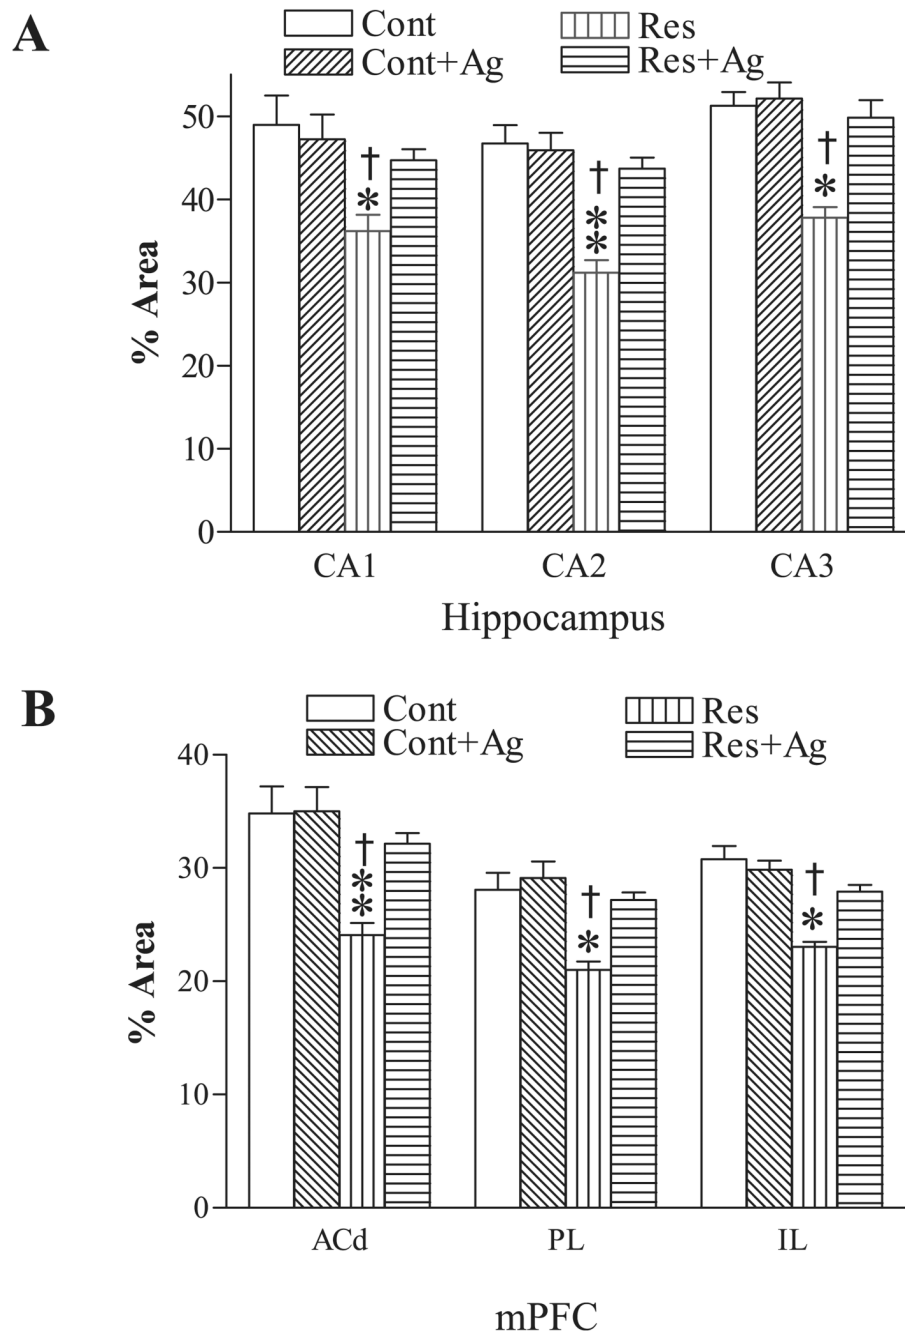 A
Cont
Res
Cont+Ag
Res+Ag
% Area
50
40
30
20
10
0
†
*
†
**
†
*
CA1
CA2
CA3
Hippocampus
B
Cont
Res
Cont+Ag
Res+Ag
% Area
40
30
20
10
0
†
**
†
*
†
*
ACd
PL
IL
mPFC